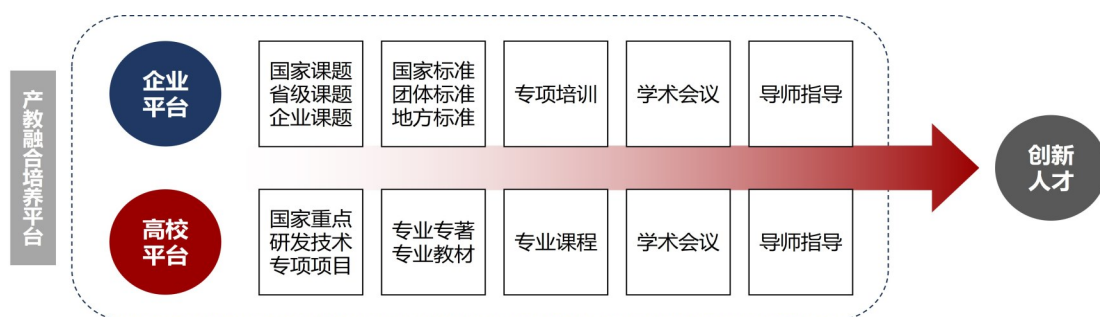 产教融合培养平台
企业
平台
国家课题
省级课题
企业课题
国家标准
团体标准
地方标准
专项培训
学术会议
导师指导
高校
平台
国家重点
研发技术
专项项目
专业专著
专业教材
专业课程
学术会议
导师指导
创新
人才